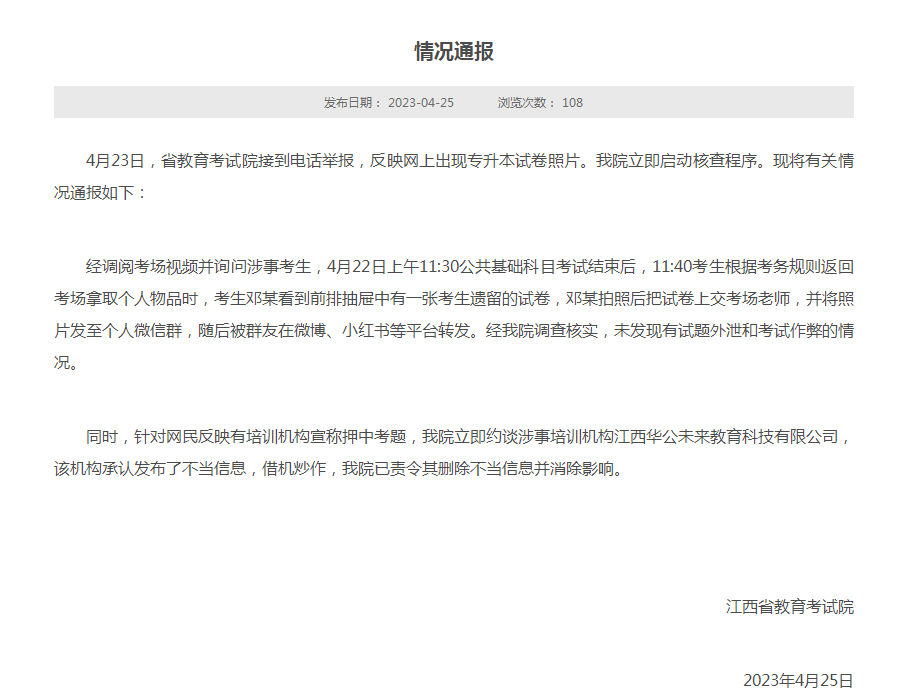 情况通报
发布日期： 2023-04-25 浏览次数： 108
4月23日，省教育考试院接到电话举报，反映网上出现专升本试卷照片。我院立即启动核查程序。现将有关情
况通报如下：
经调阅考场视频并询问涉事考生，4月22日上午11:30公共基础科目考试结束后，11:40考生根据考务规则返回
考场拿取个人物品时，考生邓某看到前排抽屉中有一张考生遗留的试卷，邓某拍照后把试卷上交考场老师，并将照
片发至个人微信群，随后被群友在微博、小红书等平台转发。经我院调查核实，未发现有试题外泄和考试作弊的情
况。
同时，针对网民反映有培训机构宣称押中考题，我院立即约谈涉事培训机构江西华公未来教育科技有限公司，
该机构承认发布了不当信息，借机炒作，我院已责令其删除不当信息并消除影响。
江西省教育考试院
2023年4月25日